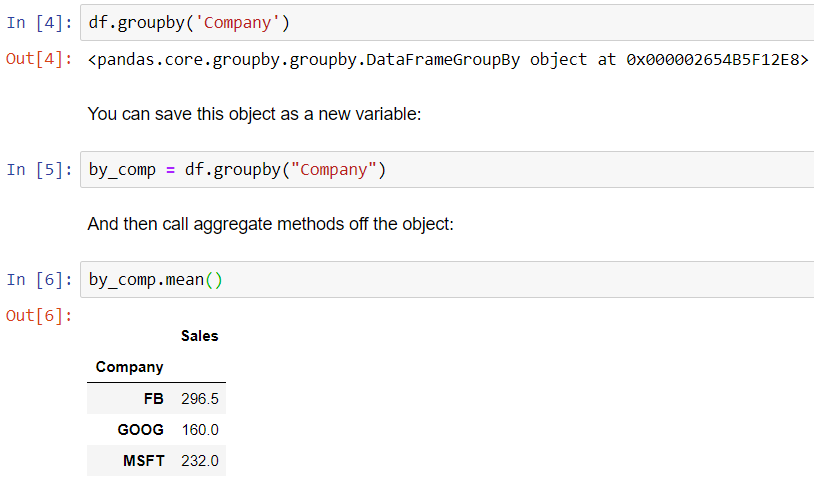 In [4]: df.groupby('Company')
Out[4]: <pandas.core.groupby.groupby.DataFrameGroupBy object at 0x000002654B5F12E8>
You can save this object as a new variable:
In [5]: by_comp = df.groupby("Company")
And then call aggregate methods off the object:
In [6]: by_comp.mean()
Out[6]:
Sales
Company
FB 296.5
GOOG 160.0
MSFT 232.0